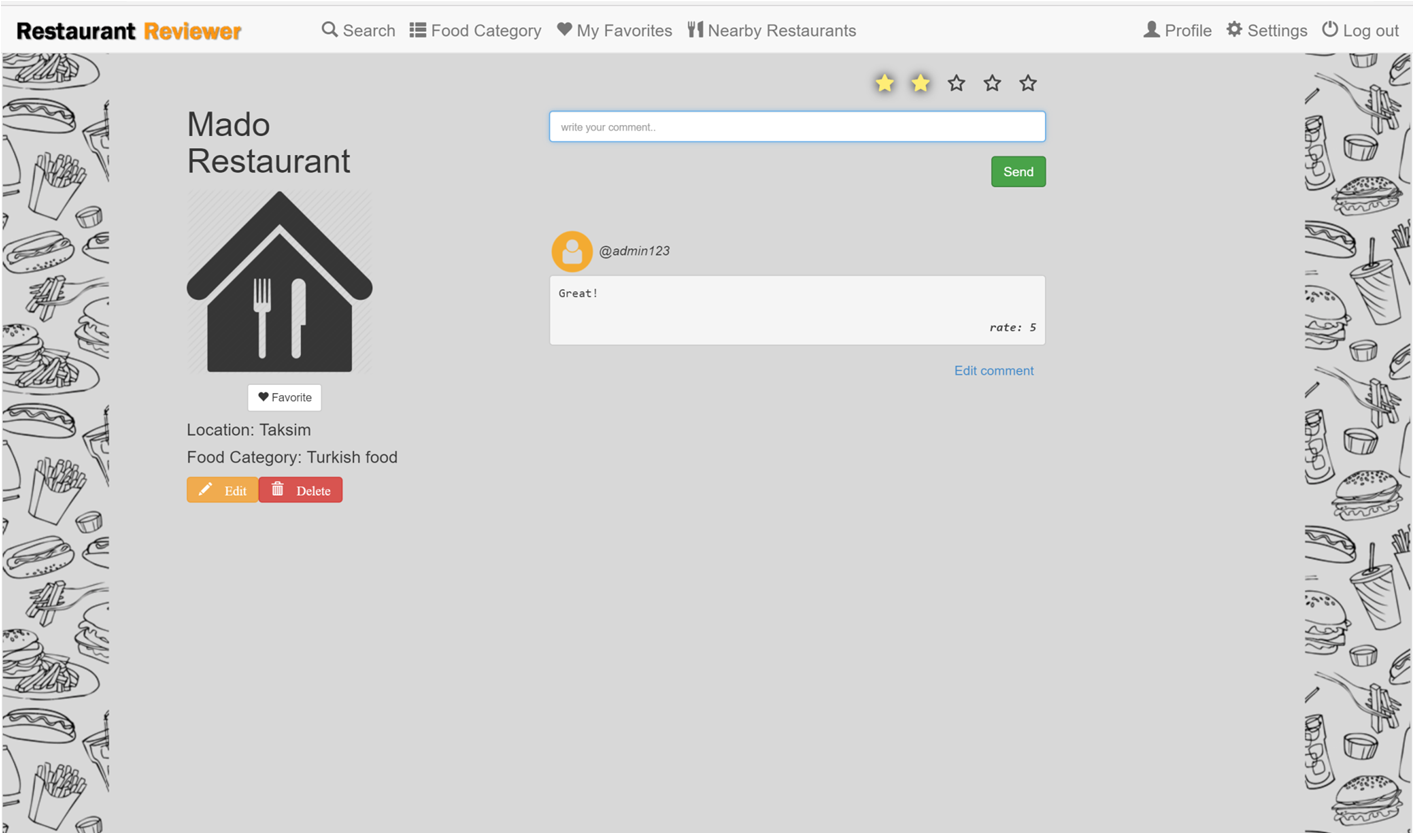 Restaurant Reviewer
Search Food Category My Favorites Nearby Restaurants
Profile Settings Log out
Mado
Restaurant
Favorite
Location: Taksim
Food Category: Turkish food
Edit Delete
write your comment..
Send
@admin123
Great!
rate: 5
Edit comment